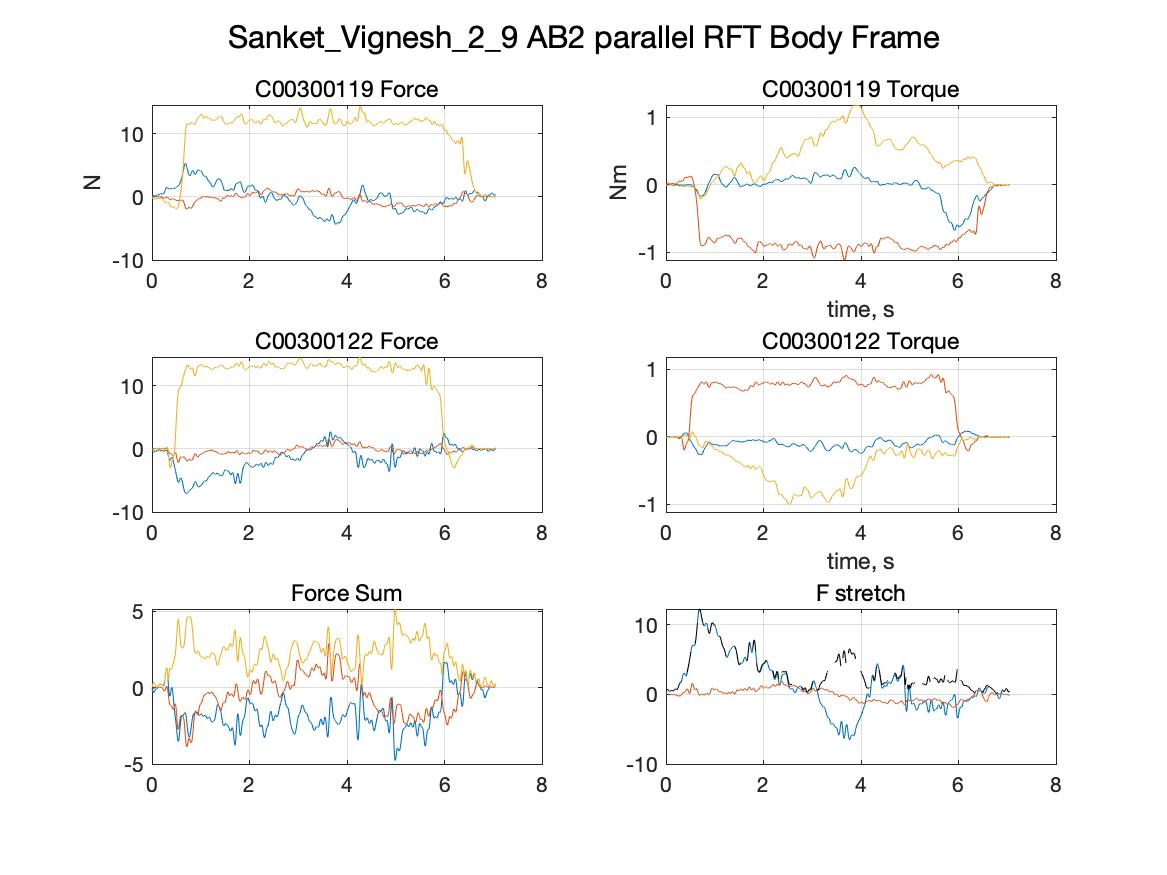 Sanket_Vignesh_2_9 AB2 parallel RFT Body Frame
C00300119 Force
N
10
0
-10
0 2 4 6 8
C00300119 Torque
Nm
1
0
-1
0 2 4 6 8
time, s
C00300122 Force
10
0
-10
0 2 4 6 8
C00300122 Torque
1
0
-1
0 2 4 6 8
time, s
Force Sum
5
0
-5
0 2 4 6 8
F stretch
10
0
-10
0 2 4 6 8